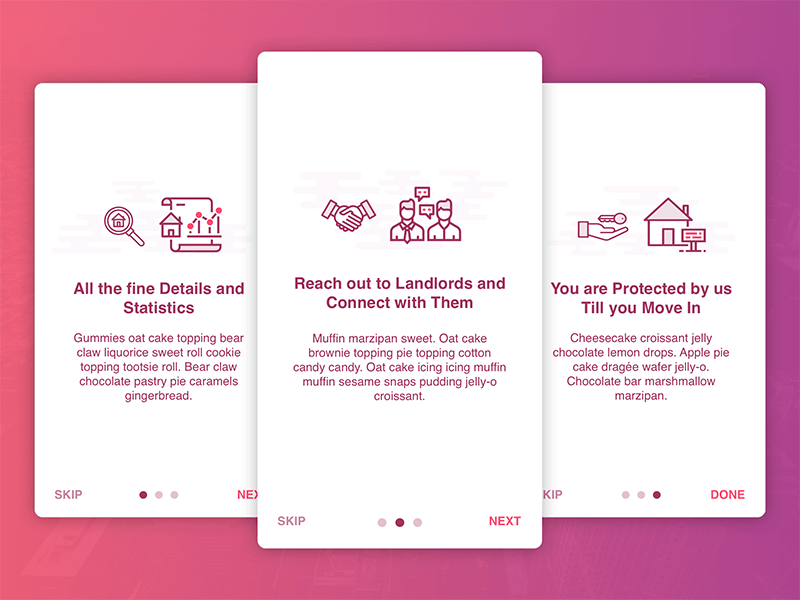 All the fine Details and
Statistics
Gummies oat cake topping bear
claw liquorice sweet roll cookie
topping tootsie roll. Bear claw
chocolate pastry pie caramels
gingerbread.
SKIP
NEX
Reach out to Landlords and
Connect with Them
Muffin marzipan sweet. Oat cake
brownie topping pie topping cotton
candy candy. Oat cake icing icing muffin
muffin sesame snaps pudding jelly-o
croissant.
SKIP
NEXT
You are Protected by us
Till you Move In
Cheesecake croissant jelly
chocolate lemon drops. Apple pie
cake dragée wafer jelly-o.
Chocolate bar marshmallow
marzipan.
KIP
DONE